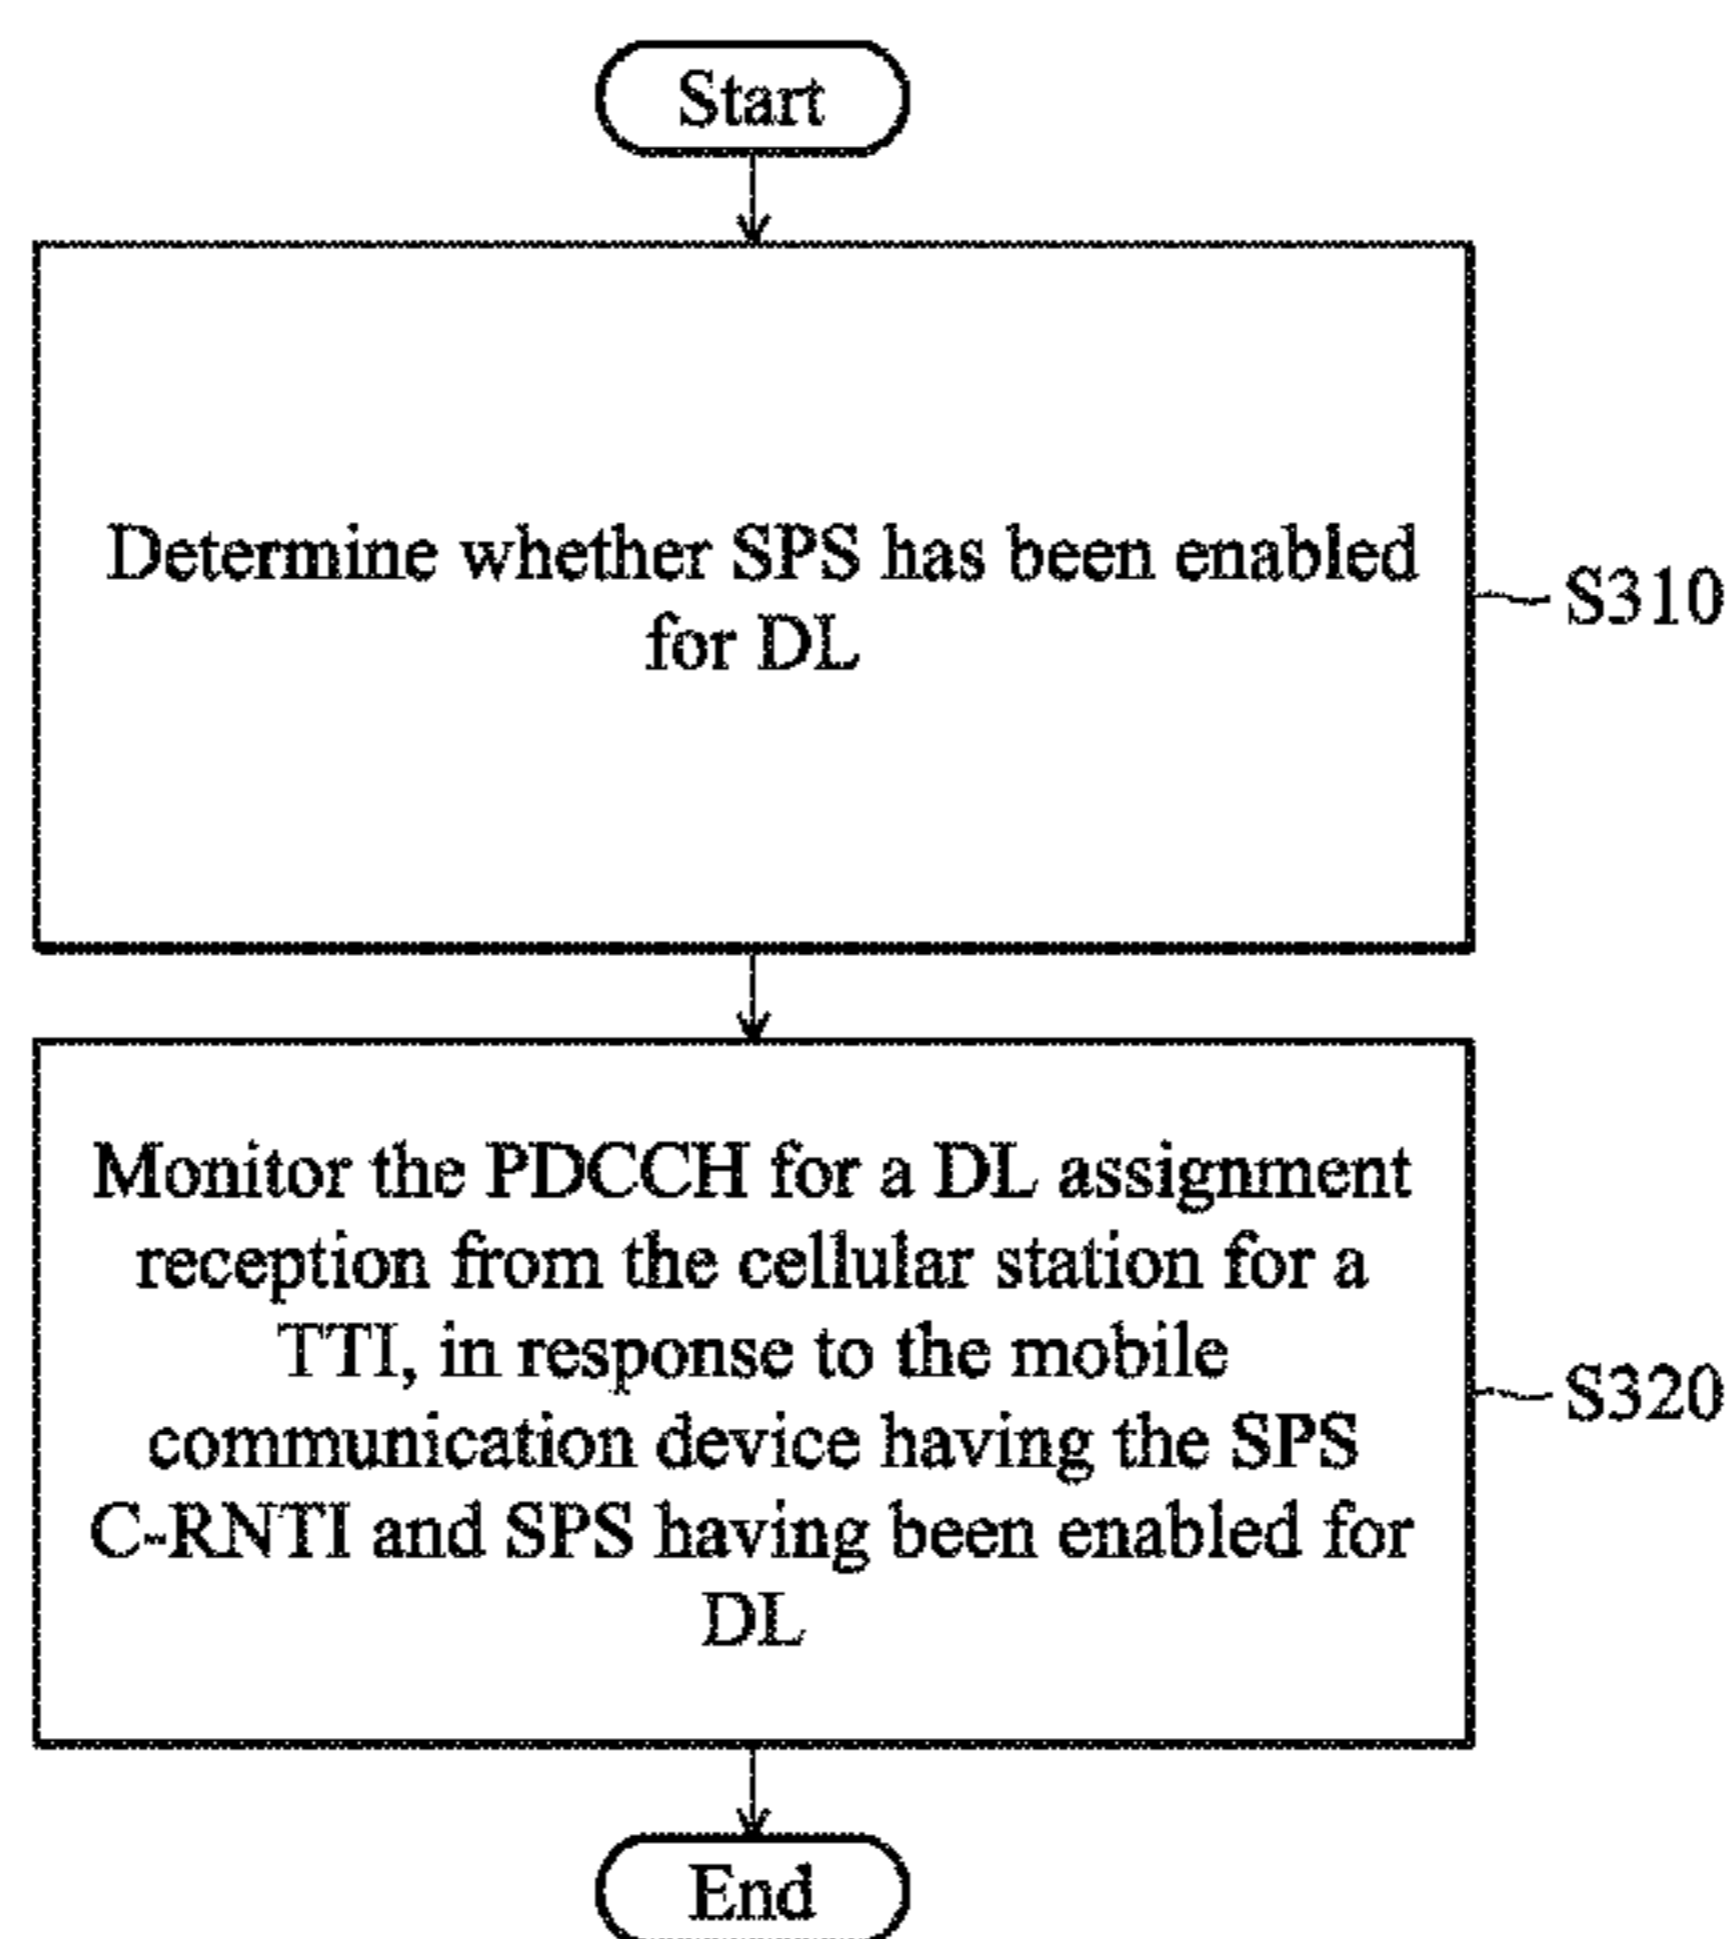 Start
Determine whether SPS has been enabled
for DL
S310
Monitor the PDCCH for a DL assignment
reception from the cellular station for a
TTI, in response to the mobile
communication device having the SPS
C-RNTI and SPS having been enabled for
DL
S320
End